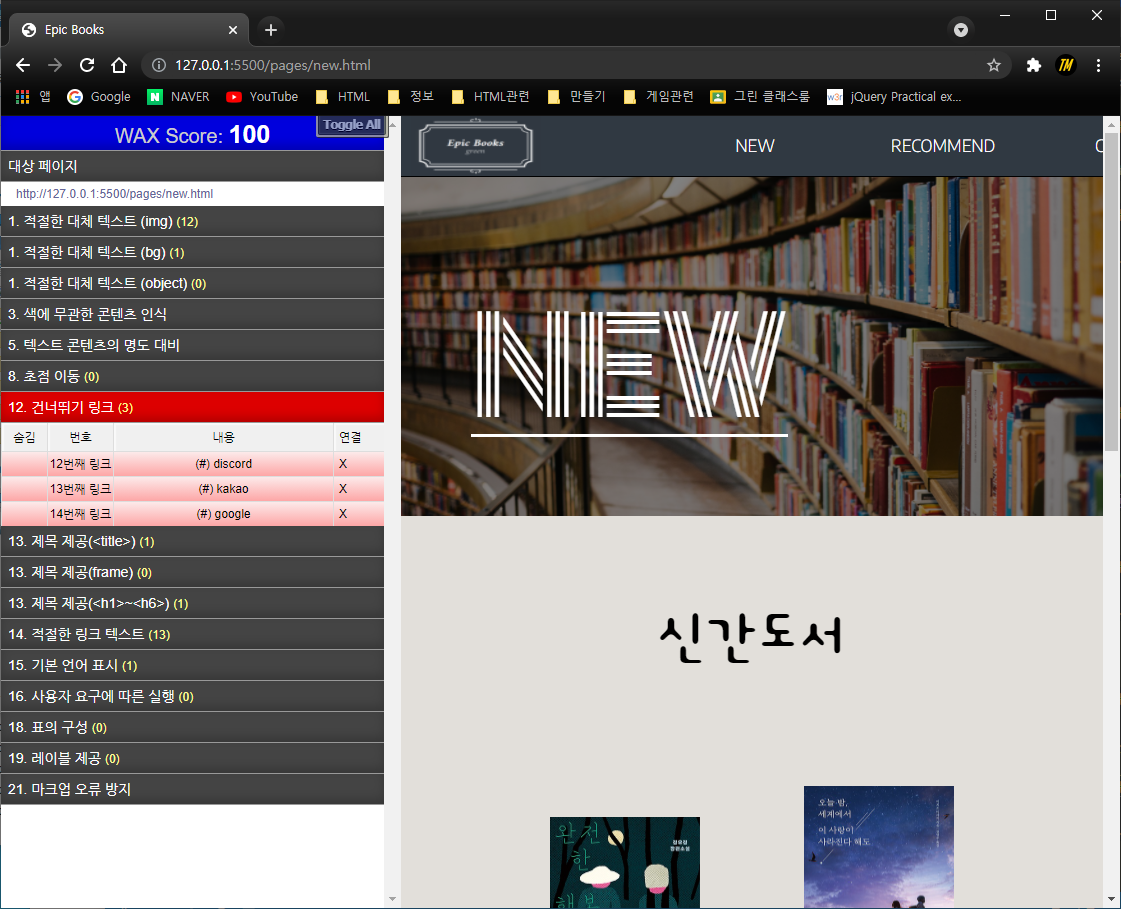 Epic Books
127.0.0.1:5500/pages/new.html
앱 Google NAVER YouTube HTML 정보 HTML관련 만들기 게임관련 그린 클래스룸 jQuery Practical ex...
WAX Score: 100
Toggle All
대상 페이지
http://127.0.0.1:5500/pages/new.html
1. 적절한 대체 텍스트 (img) (12)
1. 적절한 대체 텍스트 (bg) (1)
1. 적절한 대체 텍스트 (object) (0)
3. 색에 무관한 콘텐츠 인식
5. 텍스트 콘텐츠의 명도 대비
8. 초점 이동 (0)
12. 건너뛰기 링크 (3)
숨김 번호 내용 연결
12번째 링크 (#) discord X
13번째 링크 (#) kakao X
14번째 링크 (#) google X
13. 제목 제공(<title>) (1)
13. 제목 제공(frame) (0)
13. 제목 제공(<h1>~<h6>) (1)
14. 적절한 링크 텍스트 (13)
15. 기본 언어 표시 (1)
16. 사용자 요구에 따른 실행 (0)
18. 표의 구성 (0)
19. 레이블 제공 (0)
21. 마크업 오류 방지
Epic Books
NEW RECOMMEND
NEW
신간도서
완전
한
행
정유정
장편소설
오늘 밤,
세계에서
이 사랑이
사라진다 해도